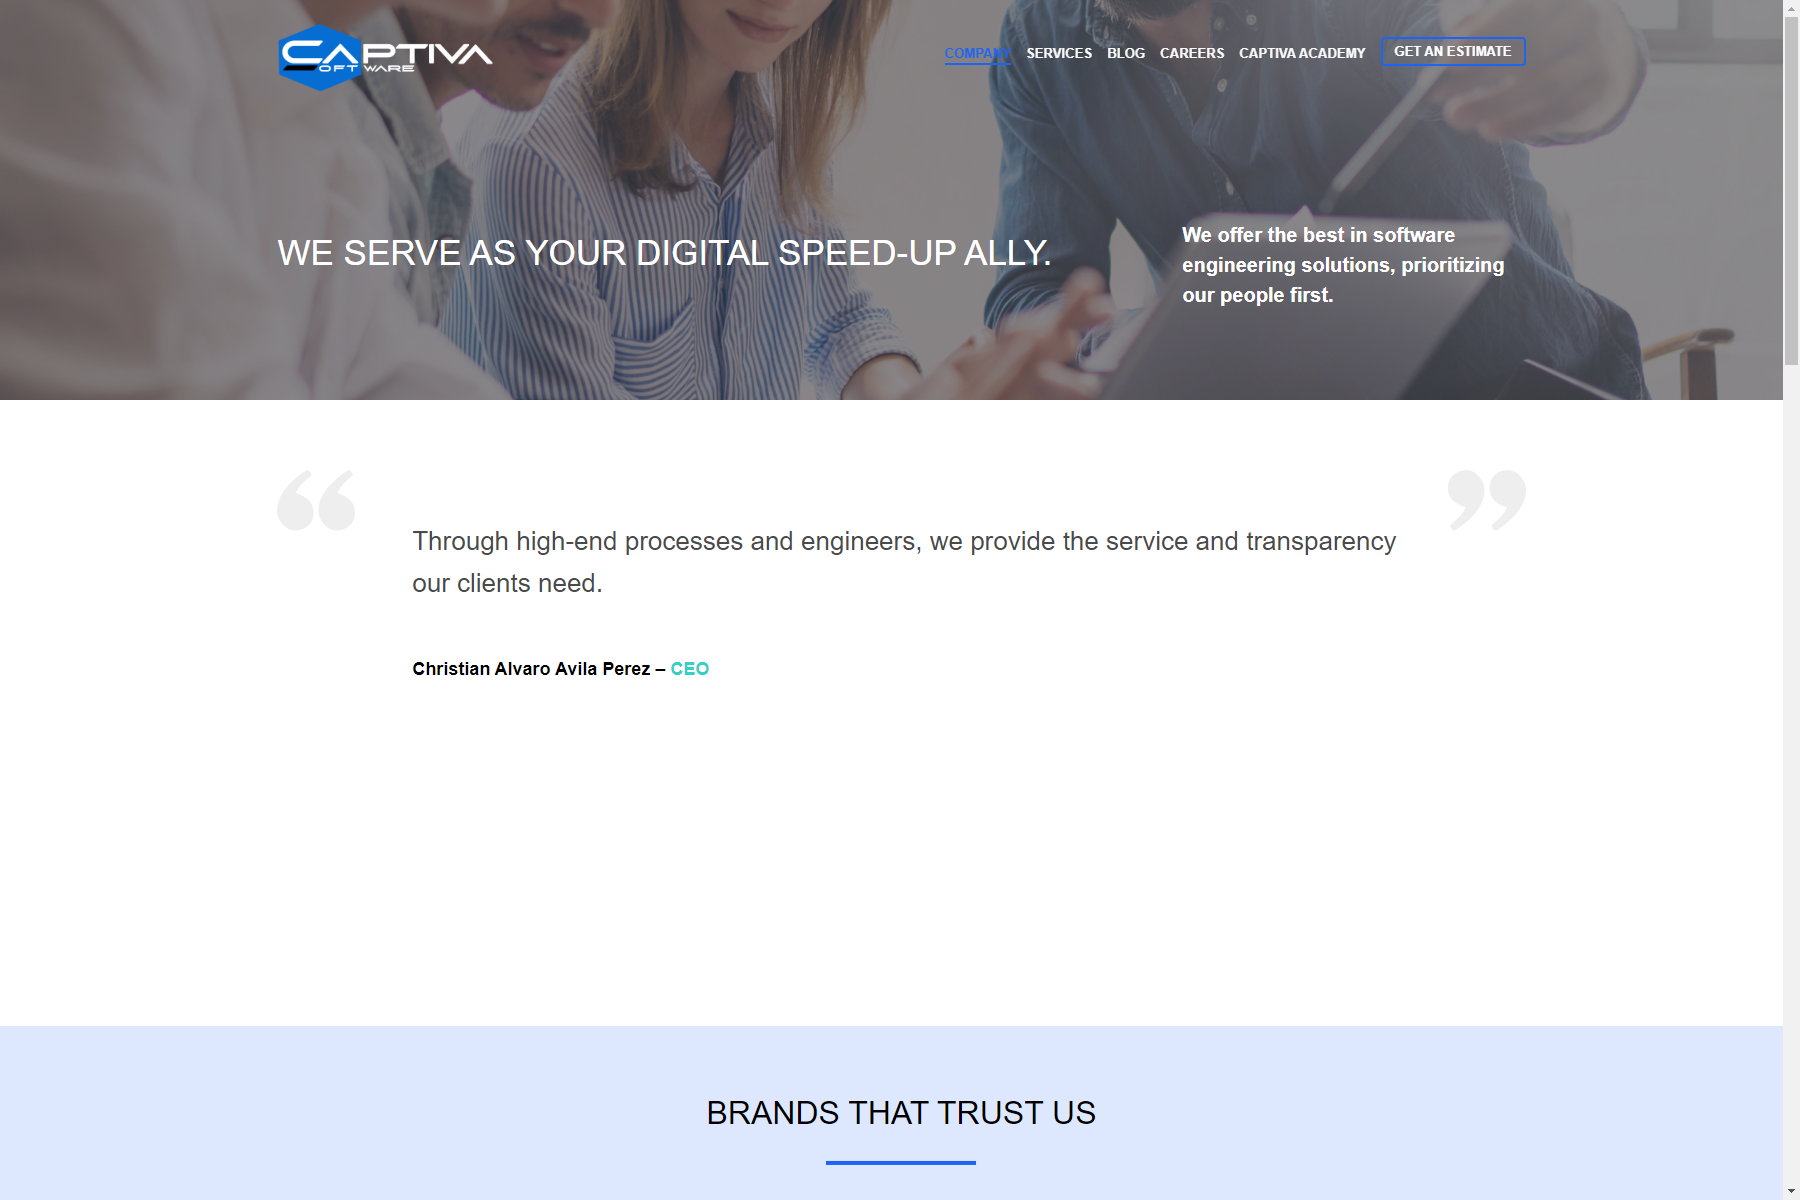 CAPTIVA
SOFTWARE
COMPANY SERVICES BLOG CAREERS CAPTIVA ACADEMY GET AN ESTIMATE
WE SERVE AS YOUR DIGITAL SPEED-UP ALLY.
We offer the best in software
engineering solutions, prioritizing
our people first.
“
”
Through high-end processes and engineers, we provide the service and transparency
our clients need.
Christian Alvaro Avila Perez – CEO
BRANDS THAT TRUST US